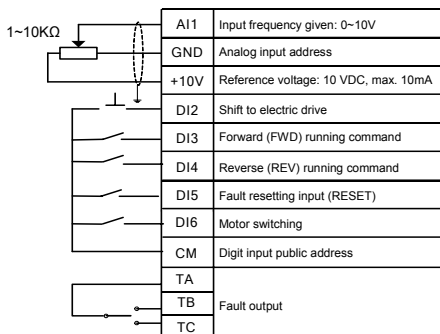 1~10KΩ
AI1 Input frequency given: 0~10V
GND Analog input address
+10V Reference voltage: 10 VDC, max. 10mA
DI2 Shift to electric drive
DI3 Forward (FWD) running command
DI4 Reverse (REV) running command
DI5 Fault resetting input (RESET)
DI6 Motor switching
CM Digit input public address
TA
TB Fault output
TC